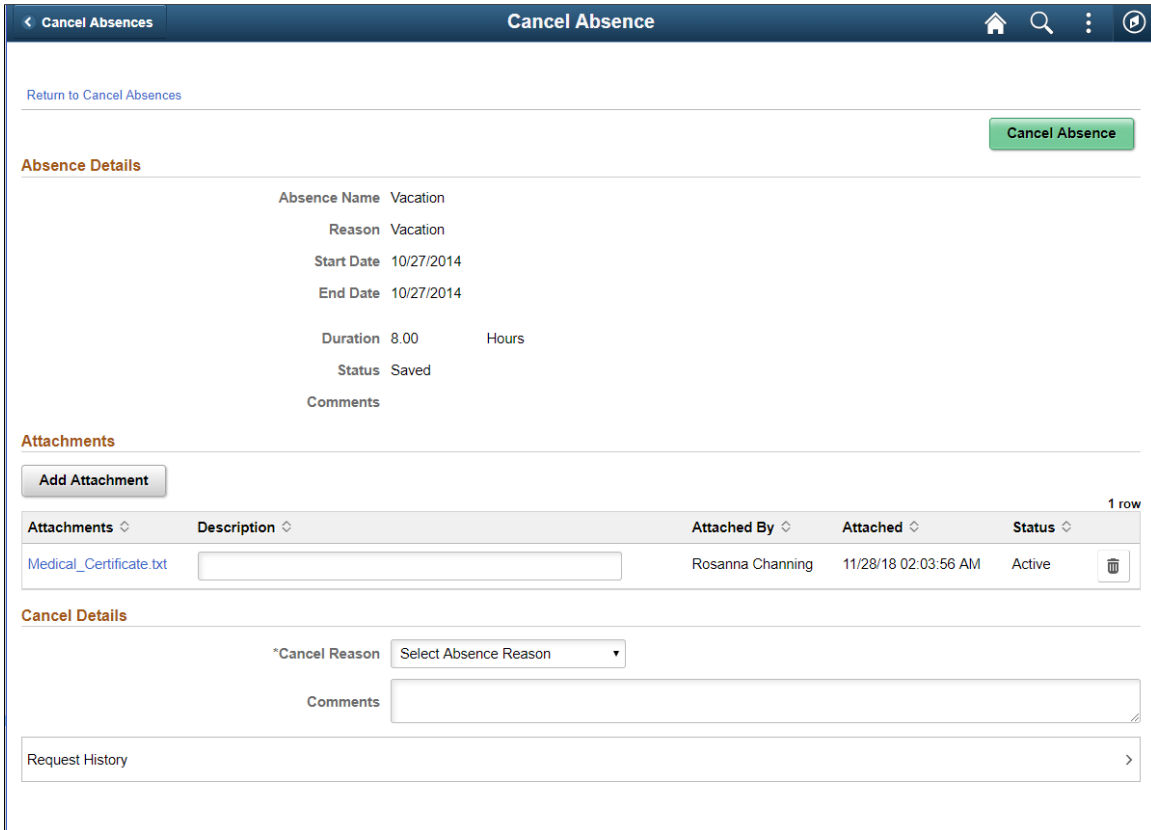 Cancel Absences Cancel Absence
Return to Cancel Absences
Cancel Absence
Absence Details
Absence Name Vacation
Reason Vacation
Start Date 10/27/2014
End Date 10/27/2014
Duration 8.00 Hours
Status Saved
Comments
Attachments
Add Attachment
1 row
Attachments Description Attached By Attached Status
Medical_Certificate.txt Rosanna Channing 11/28/18 02:03:56 AM Active
Cancel Details
*Cancel Reason Select Absence Reason
Comments
Request History